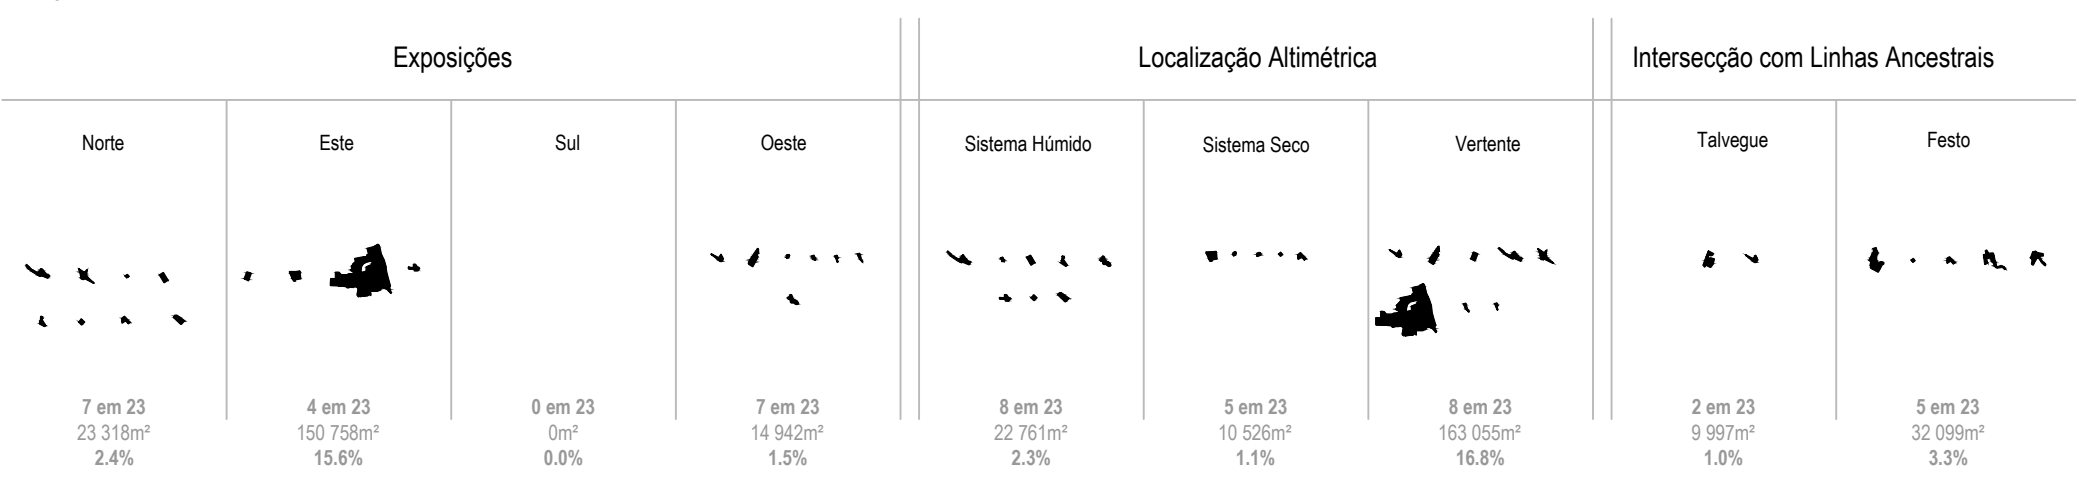 Exposições
Localização Altimétrica
Intersecção com Linhas Ancestrais
Norte
Este
Sul
Oeste
Sistema Húmido
Sistema Seco
Vertente
Talvegue
Festo
7 em 23
23 318m²
2.4%
4 em 23
150 758m²
15.6%
0 em 23
0m²
0.0%
7 em 23
14 942m²
1.5%
8 em 23
22 761m²
2.3%
5 em 23
10 526m²
1.1%
8 em 23
163 055m²
16.8%
2 em 23
9 997m²
1.0%
5 em 23
32 099m²
3.3%